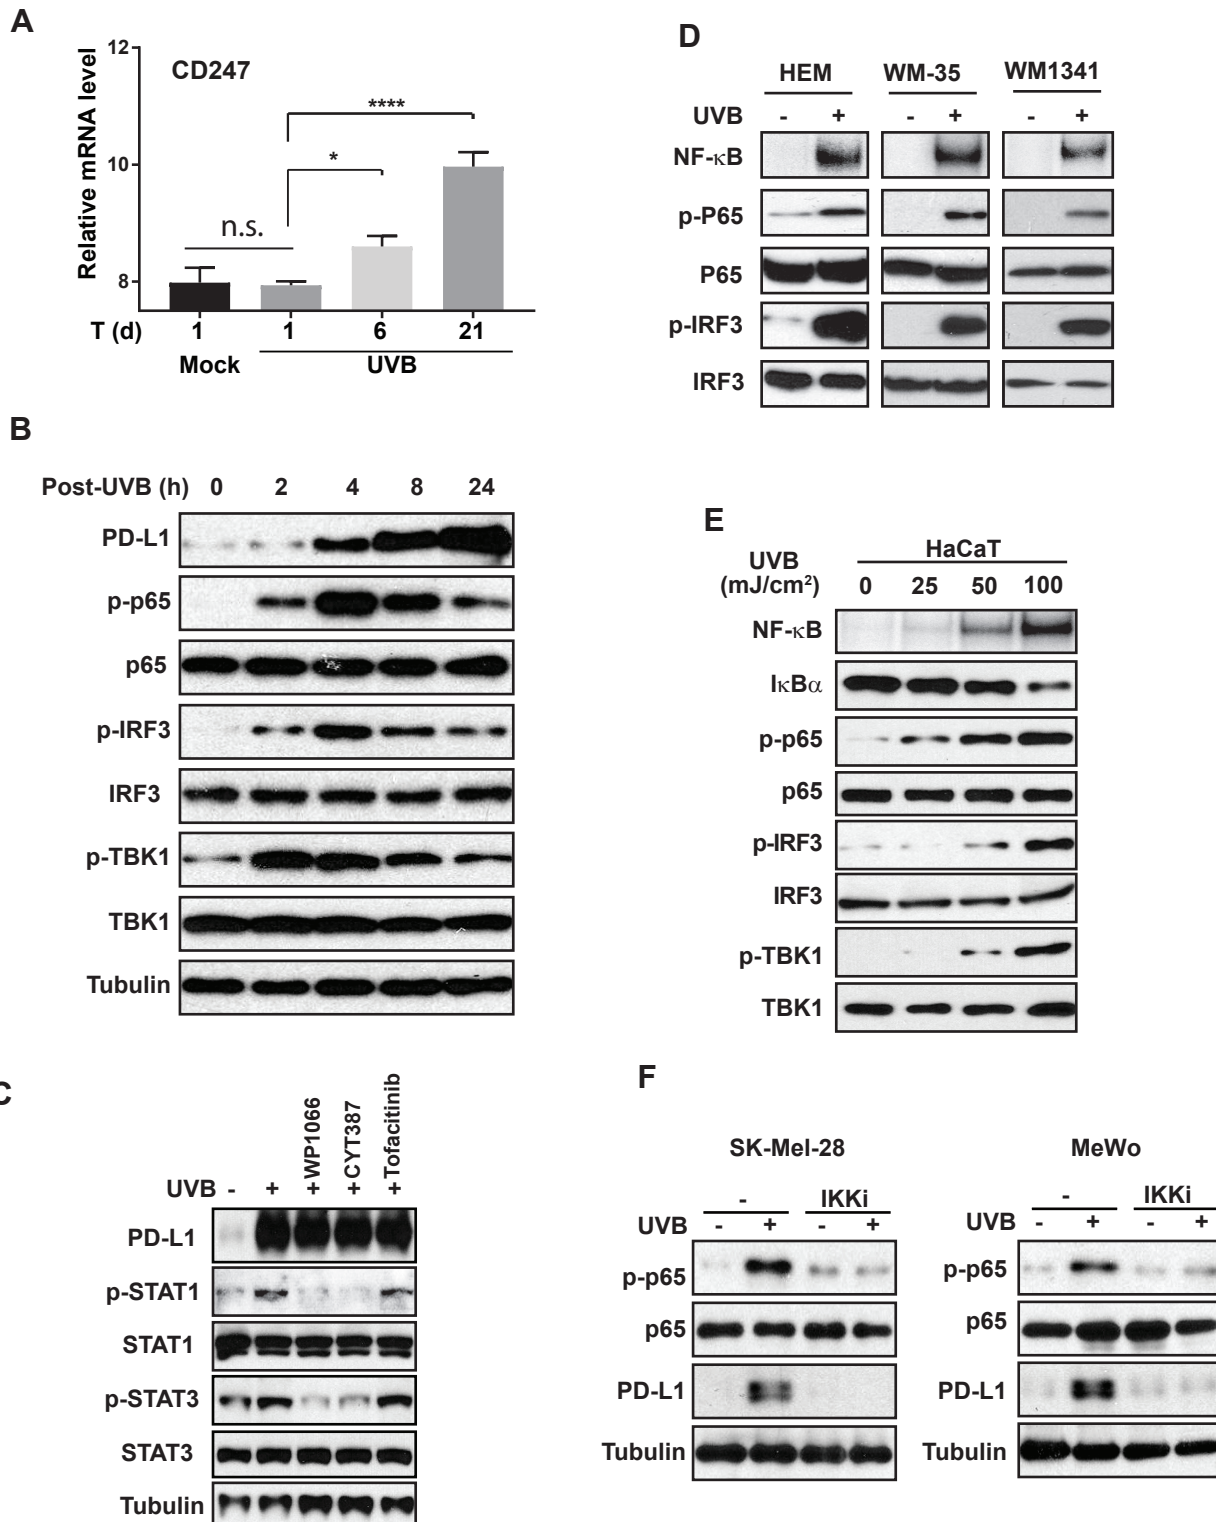 A
CD247
Relative mRNA level
12
10
8
****
*
n.s.
T (d) 1 1 6 21
Mock UVB
B
Post-UVB (h) 0 2 4 8 24
PD-L1
p-p65
p65
p-IRF3
IRF3
p-TBK1
TBK1
Tubulin
C
WP1066
CYT387
Tofacitinib
UVB - + + + +
PD-L1
p-STAT1
STAT1
p-STAT3
STAT3
Tubulin
D
HEM WM-35 WM1341
UVB - + - + - +
NF-κB
p-P65
P65
p-IRF3
IRF3
E
HaCaT
UVB
(mJ/cm²) 0 25 50 100
NF-κB
IκBα
p-p65
p65
p-IRF3
IRF3
p-TBK1
TBK1
F
SK-Mel-28
- IKKi
UVB - + - +
p-p65
p65
PD-L1
Tubulin
MeWo
- IKKi
UVB - + - +
p-p65
p65
PD-L1
Tubulin